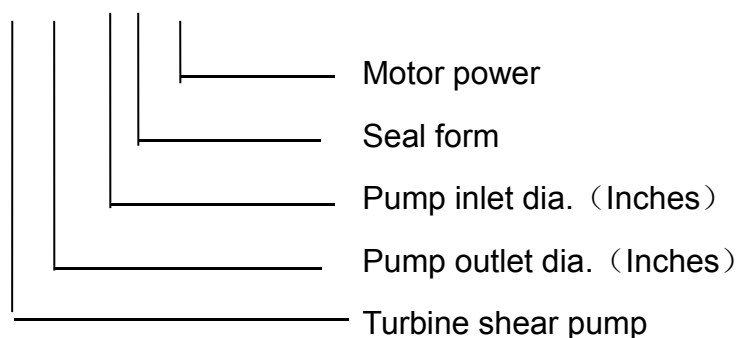 Motor power
Seal form
Pump inlet dia.（Inches）
Pump outlet dia.（Inches）
Turbine shear pump